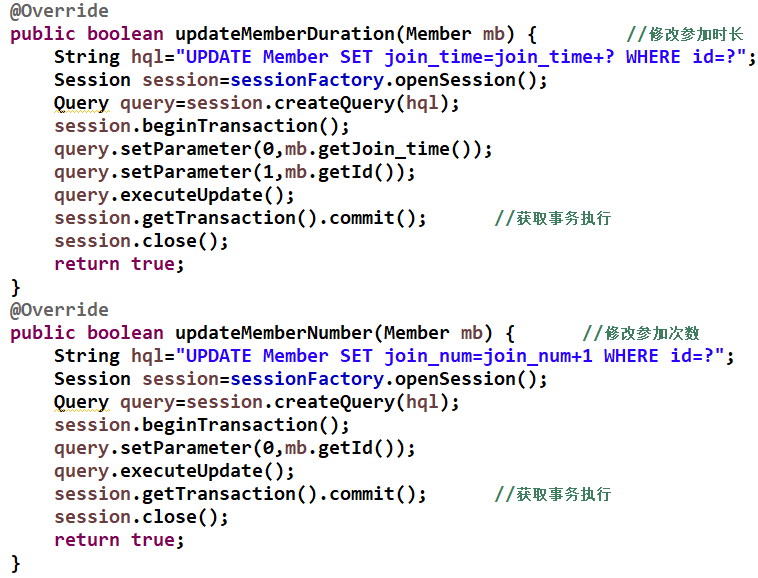 @Override
public boolean updateMemberDuration(Member mb) {        //修改参加时长
    String hql="UPDATE Member SET join_time=join_time+? WHERE id=?";
    Session session=sessionFactory.openSession();
    Query query=session.createQuery(hql);
    session.beginTransaction();
    query.setParameter(0,mb.getJoin_time());
    query.setParameter(1,mb.getId());
    query.executeUpdate();
    session.getTransaction().commit();      //获取事务执行
    session.close();
    return true;
}
@Override
public boolean updateMemberNumber(Member mb) {      //修改参加次数
    String hql="UPDATE Member SET join_num=join_num+1 WHERE id=?";
    Session session=sessionFactory.openSession();
    Query query=session.createQuery(hql);
    session.beginTransaction();
    query.setParameter(0,mb.getId());
    query.executeUpdate();
    session.getTransaction().commit();      //获取事务执行
    session.close();
    return true;
}